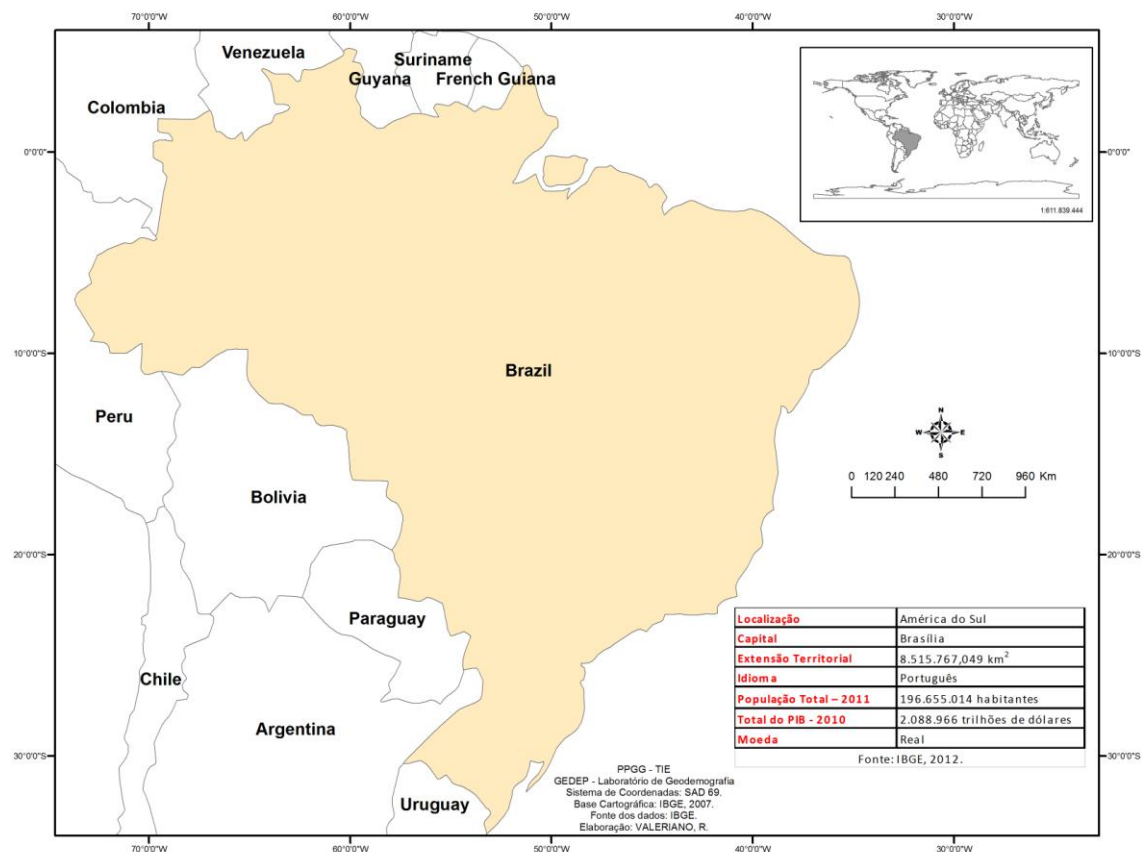 70°0'0"W 60°0'0"W 50°0'0"W 40°0'0"W 30°0'0"W
Venezuela
Suriname
Guyana French Guiana
Colombia
0°0'0" 0°0'0"
1:611.839.444
10°0'0"S 10°0'0"S
Brazil
Peru
N
W E
S
0 120 240 480 720 960 Km
Bolivia
20°0'0"S 20°0'0"S
Paraguay
Chile
Argentina
Localização América do Sul
Capital Brasília
Extensão Territorial 8.515.767,049 km²
Idioma Português
População Total – 2011 196.655.014 habitantes
Total do PIB - 2010 2.088.966 trilhões de dólares
Moeda Real
Fonte: IBGE, 2012.
30°0'0"S 30°0'0"S
Uruguay
PPGG - TIE
GEDEP - Laboratório de Geodemografia
Sistema de Coordenadas: SAD 69.
Base Cartográfica: IBGE, 2007.
Fonte dos dados: IBGE.
Elaboração: VALERIANO, R.
70°0'0"W 60°0'0"W 50°0'0"W 40°0'0"W 30°0'0"W